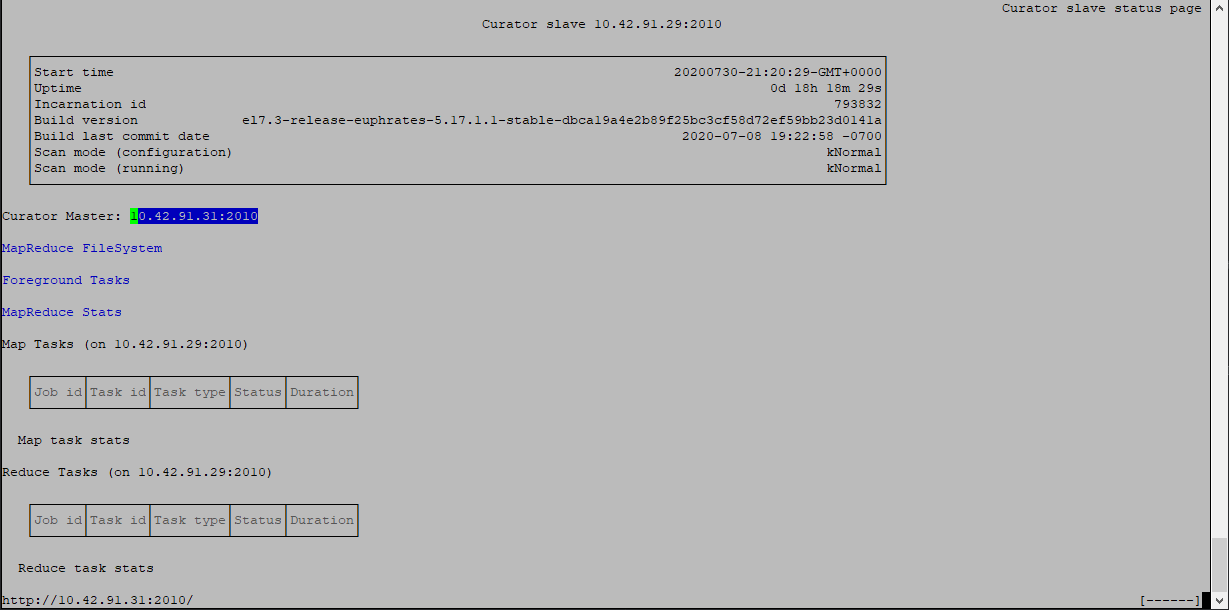 Curator slave status page
Curator slave 10.42.91.29:2010
Start time 20200730-21:20:29-GMT+0000
Uptime 0d 18h 18m 29s
Incarnation id 793832
Build version el7.3-release-euphrates-5.17.1.1-stable-dbca19a4e2b89f25bc3cf58d72ef59bb23d0141a
Build last commit date 2020-07-08 19:22:58 -0700
Scan mode (configuration) kNormal
Scan mode (running) kNormal
Curator Master: 10.42.91.31:2010
MapReduce FileSystem
Foreground Tasks
MapReduce Stats
Map Tasks (on 10.42.91.29:2010)
Job id Task id Task type Status Duration
Map task stats
Reduce Tasks (on 10.42.91.29:2010)
Job id Task id Task type Status Duration
Reduce task stats
http://10.42.91.31:2010/ [------]